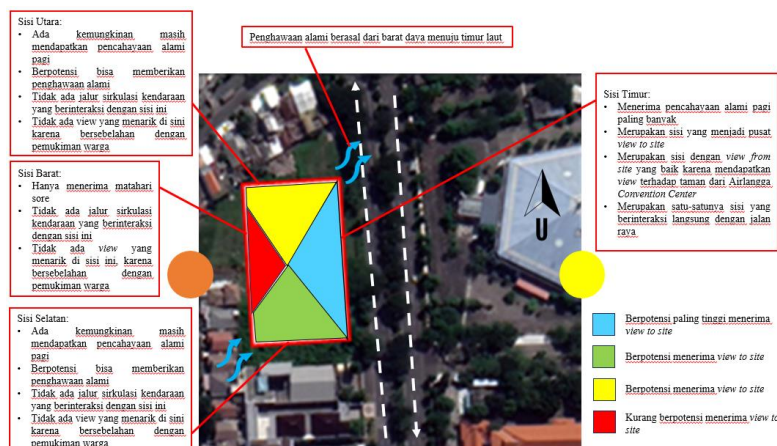 Sisi Utara:
• Ada kemungkinan masih
mendapatkan pencahayaan alami
pagi
• Berpotensi bisa memberikan
penghawaan alami
• Tidak ada jalur sirkulasi kendaraan
yang berinteraksi dengan sisi ini
• Tidak ada view yang menarik di sini
karena bersebelahan dengan
pemukiman warga
Penghawaan alami berasal dari barat daya menuju timur laut
Sisi Timur:
• Menerima pencahayaan alami pagi
paling banyak
• Merupakan sisi yang menjadi pusat
view to site
• Merupakan sisi dengan view from
site yang baik karena mendapatkan
view terhadap taman dari Airlangga
Convention Center
• Merupakan satu-satunya sisi yang
berinteraksi langsung dengan jalan
raya
Sisi Barat:
• Hanya menerima matahari
sore
• Tidak ada jalur sirkulasi
kendaraan yang berinteraksi
dengan sisi ini
• Tidak ada view yang
menarik di sisi ini, karena
bersebelahan dengan
pemukiman warga
U
Sisi Selatan:
• Ada kemungkinan masih
mendapatkan pencahayaan alami
pagi
• Berpotensi bisa memberikan
penghawaan alami
• Tidak ada jalur sirkulasi kendaraan
yang berinteraksi dengan sisi ini
• Tidak ada view yang menarik di sini
karena bersebelahan dengan
pemukiman warga
Berpotensi paling tinggi menerima
view to site
Berpotensi menerima view to site
Berpotensi menerima view to site
Kurang berpotensi menerima view to
site